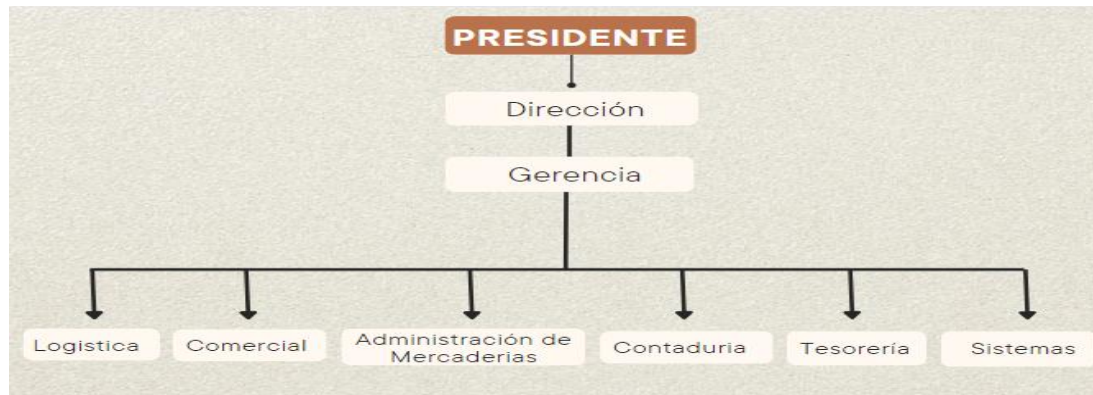 PRESIDENTE
Dirección
Gerencia
Logistica
Comercial
Administración de
Mercaderias
Contaduria
Tesorería
Sistemas